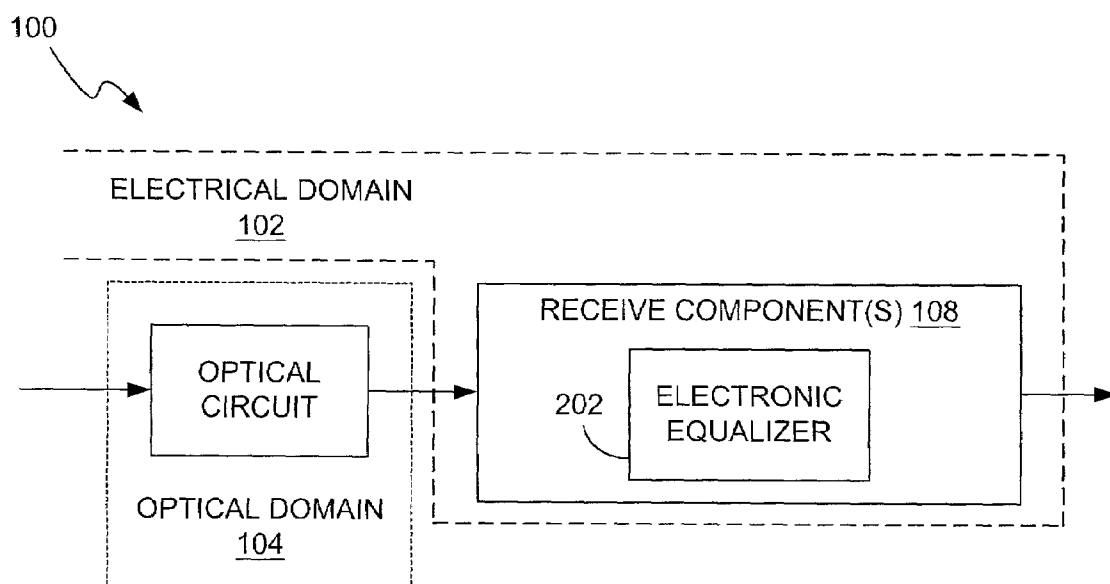 100
ELECTRICAL DOMAIN
102
RECEIVE COMPONENT(S) 108
OPTICAL
CIRCUIT
202
ELECTRONIC
EQUALIZER
OPTICAL DOMAIN
104